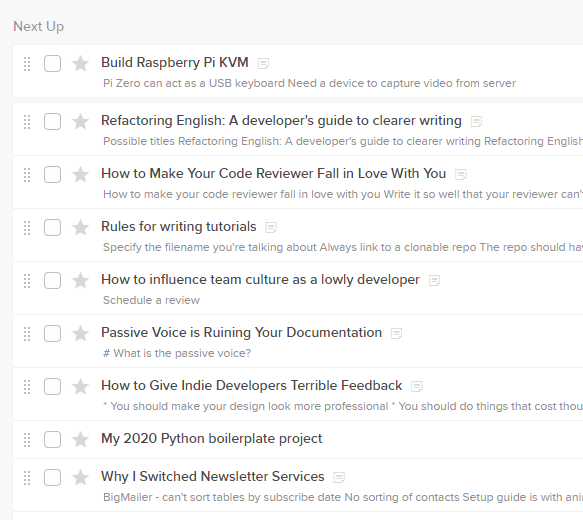 Next Up
Build Raspberry Pi KVM
Pi Zero can act as a USB keyboard Need a device to capture video from server
Refactoring English: A developer's guide to clearer writing
Possible titles Refactoring English: A developer's guide to clearer writing Refactoring English
How to Make Your Code Reviewer Fall in Love With You
How to make your code reviewer fall in love with you Write it so well that your reviewer can'
Rules for writing tutorials
Specify the filename you're talking about Always link to a clonable repo The repo should ha
How to influence team culture as a lowly developer
Schedule a review
Passive Voice is Ruining Your Documentation
# What is the passive voice?
How to Give Indie Developers Terrible Feedback
* You should make your design look more professional * You should do things that cost thou
My 2020 Python boilerplate project
Why I Switched Newsletter Services
BigMailer - can't sort tables by subscribe date No sorting of contacts Setup guide is with ani